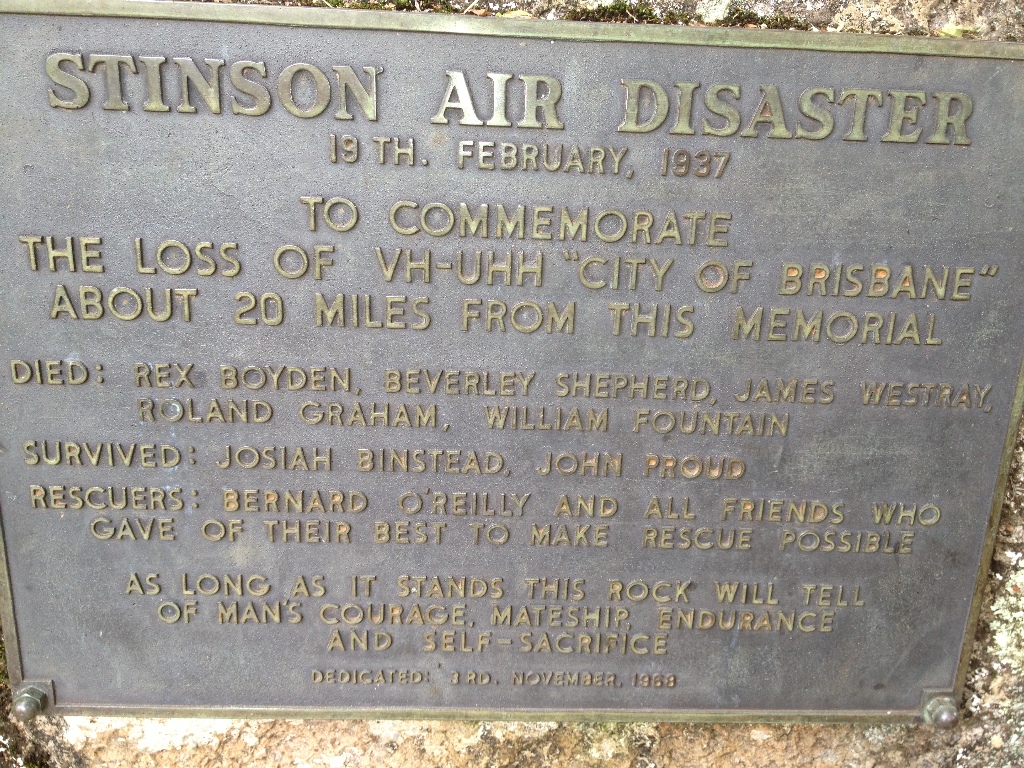 STINSON AIR DISASTER
19TH. FEBRUARY, 1937
TO COMMEMORATE
THE LOSS OF VH-UHH "CITY OF BRISBANE"
ABOUT 20 MILES FROM THIS MEMORIAL
DIED: REX BOYDEN, BEVERLEY SHEPHERD, JAMES WESTRAY,
ROLAND GRAHAM, WILLIAM FOUNTAIN
SURVIVED: JOSIAH BINSTEAD, JOHN PROUD
RESCUERS: BERNARD O'REILLY AND ALL FRIENDS WHO
GAVE OF THEIR BEST TO MAKE RESCUE POSSIBLE
AS LONG AS IT STANDS THIS ROCK WILL TELL
OF MAN'S COURAGE, MATESHIP, ENDURANCE
AND SELF-SACRIFICE
DEDICATED: 3RD. NOVEMBER,